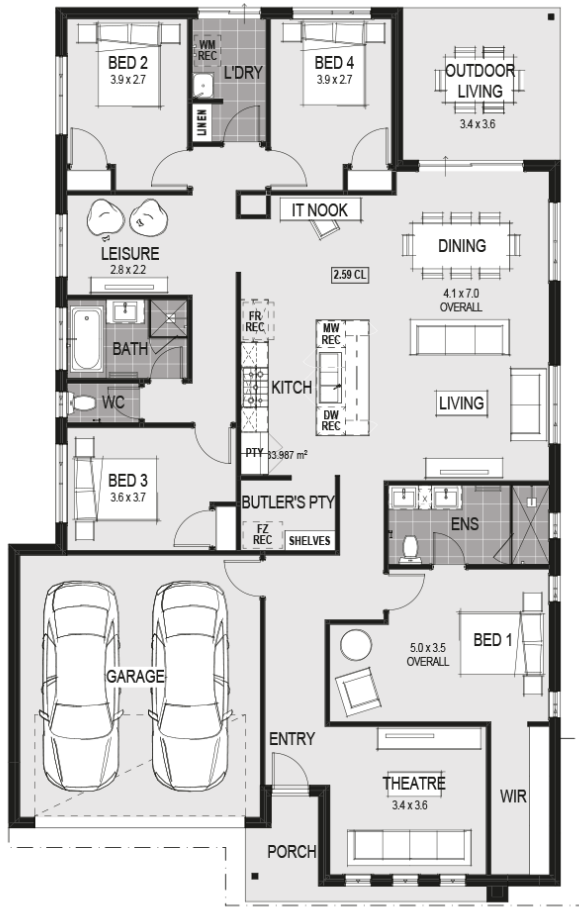 BED 2
3.9 x 2.7
WM
REC
L'DRY
LINEN
BED 4
3.9 x 2.7
OUTDOOR
LIVING
3.4 x 3.6
LEISURE
2.8 x 2.2
IT NOOK
DINING
4.1 x 7.0
OVERALL
2.59 CL
FR
REC
MW
REC
BATH
KITCH
LIVING
WC
DW
REC
PTY
33.987 m²
BED 3
3.6 x 3.7
BUTLER'S PTY
FZ
REC
SHELVES
ENS
BED 1
5.0 x 3.5
OVERALL
GARAGE
ENTRY
THEATRE
3.4 x 3.6
WIR
PORCH